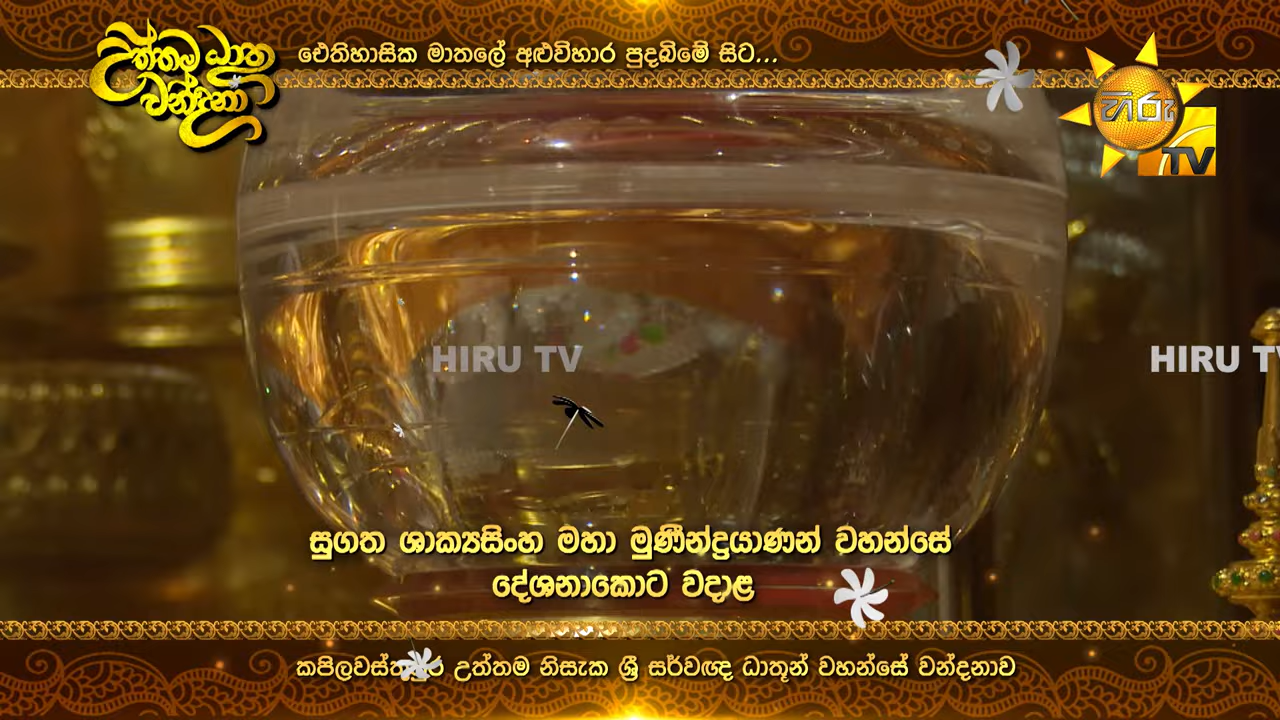 උත්තම ධාතු
වන්දනා
ඓතිහාසික මාතලේ අළුවිහාර පුදබිමේ සිට...
හිරු
TV
HIRU TV
HIRU TV
සුගත ශාක්‍යසිංහ මහා මුණීන්ද්‍රයාණන් වහන්සේ
දේශනාකොට වදාළ
උත්තම නිසැක ශ්‍රී සර්වඥ ධාතූන් වහන්සේ වන්දනාව